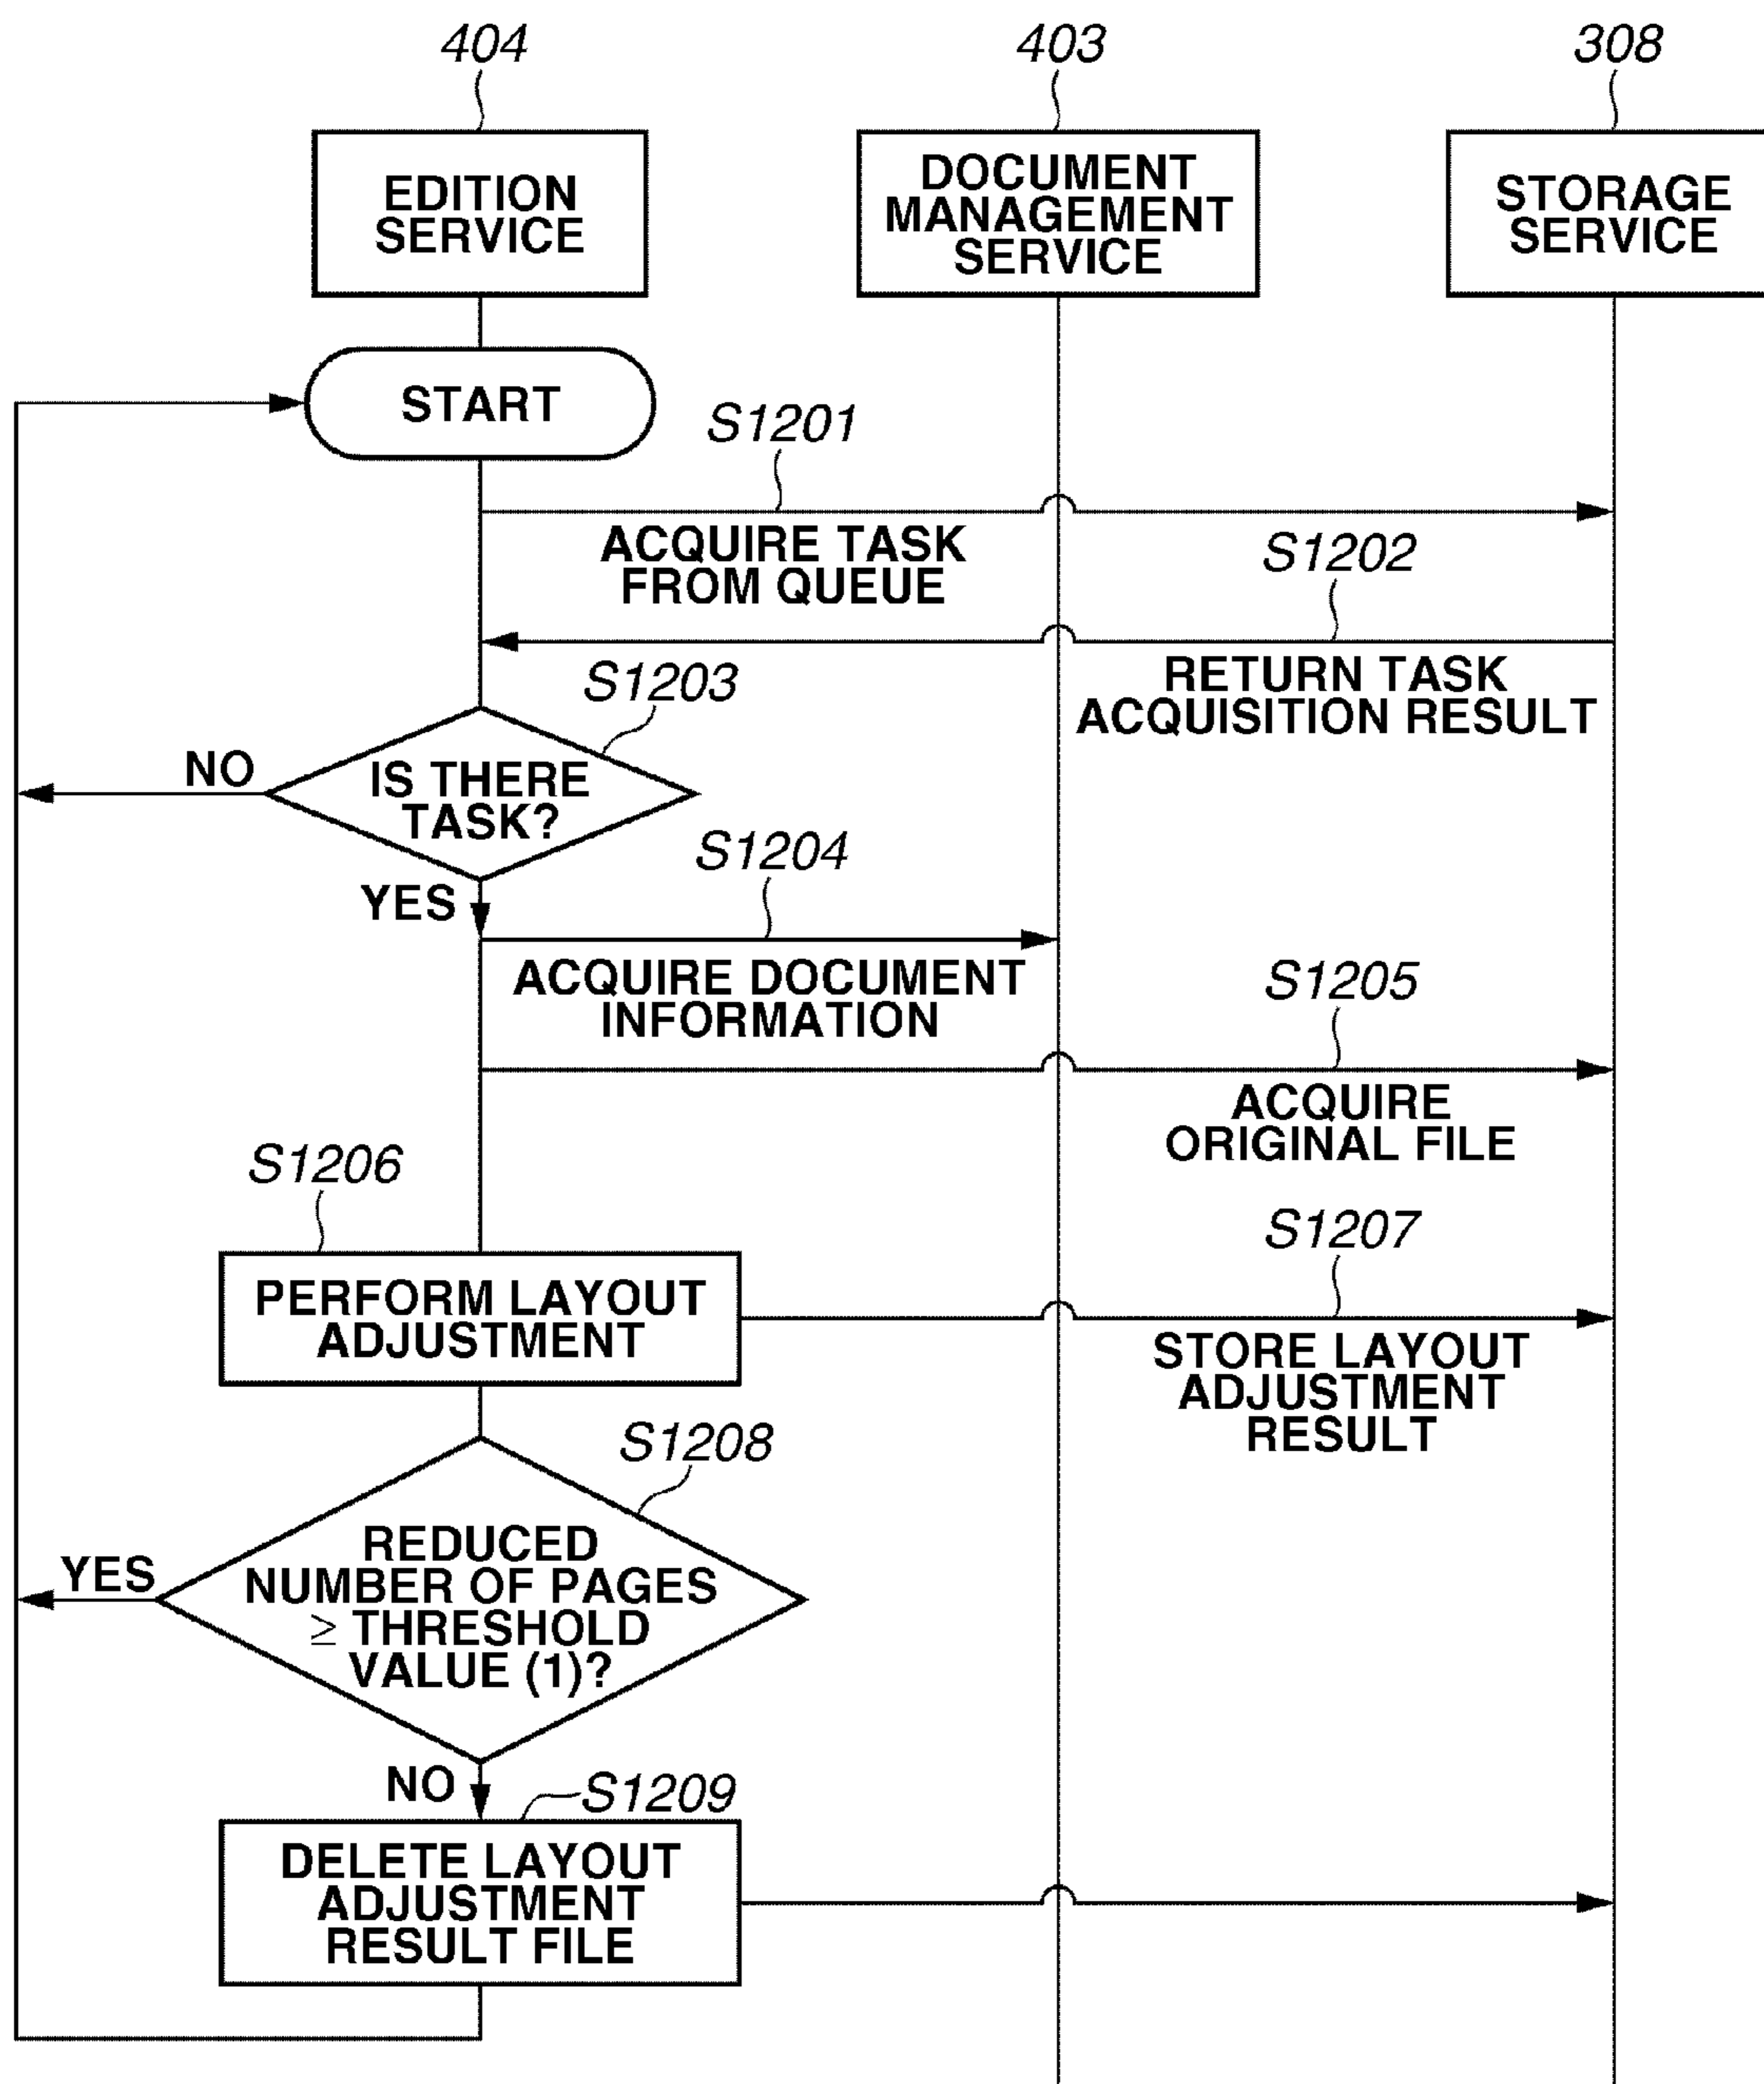 404
403
308
EDITION
SERVICE
DOCUMENT
MANAGEMENT
SERVICE
STORAGE
SERVICE
START
S1201
ACQUIRE TASK
FROM QUEUE
S1202
RETURN TASK
ACQUISITION RESULT
S1203
IS THERE
TASK?
NO
YES
S1204
ACQUIRE DOCUMENT
INFORMATION
S1205
ACQUIRE
ORIGINAL FILE
S1206
PERFORM LAYOUT
ADJUSTMENT
S1207
STORE LAYOUT
ADJUSTMENT
RESULT
S1208
REDUCED
NUMBER OF PAGES
≥ THRESHOLD
VALUE (1)?
YES
NO
S1209
DELETE LAYOUT
ADJUSTMENT
RESULT FILE